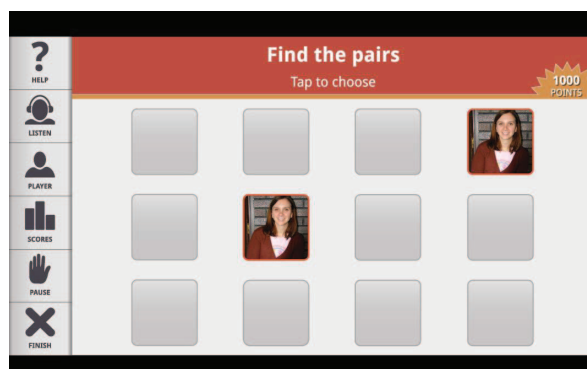 Find the pairs
Tap to choose
1000
POINTS
HELP
LISTEN
PLAYER
SCORES
PAUSE
FINISH